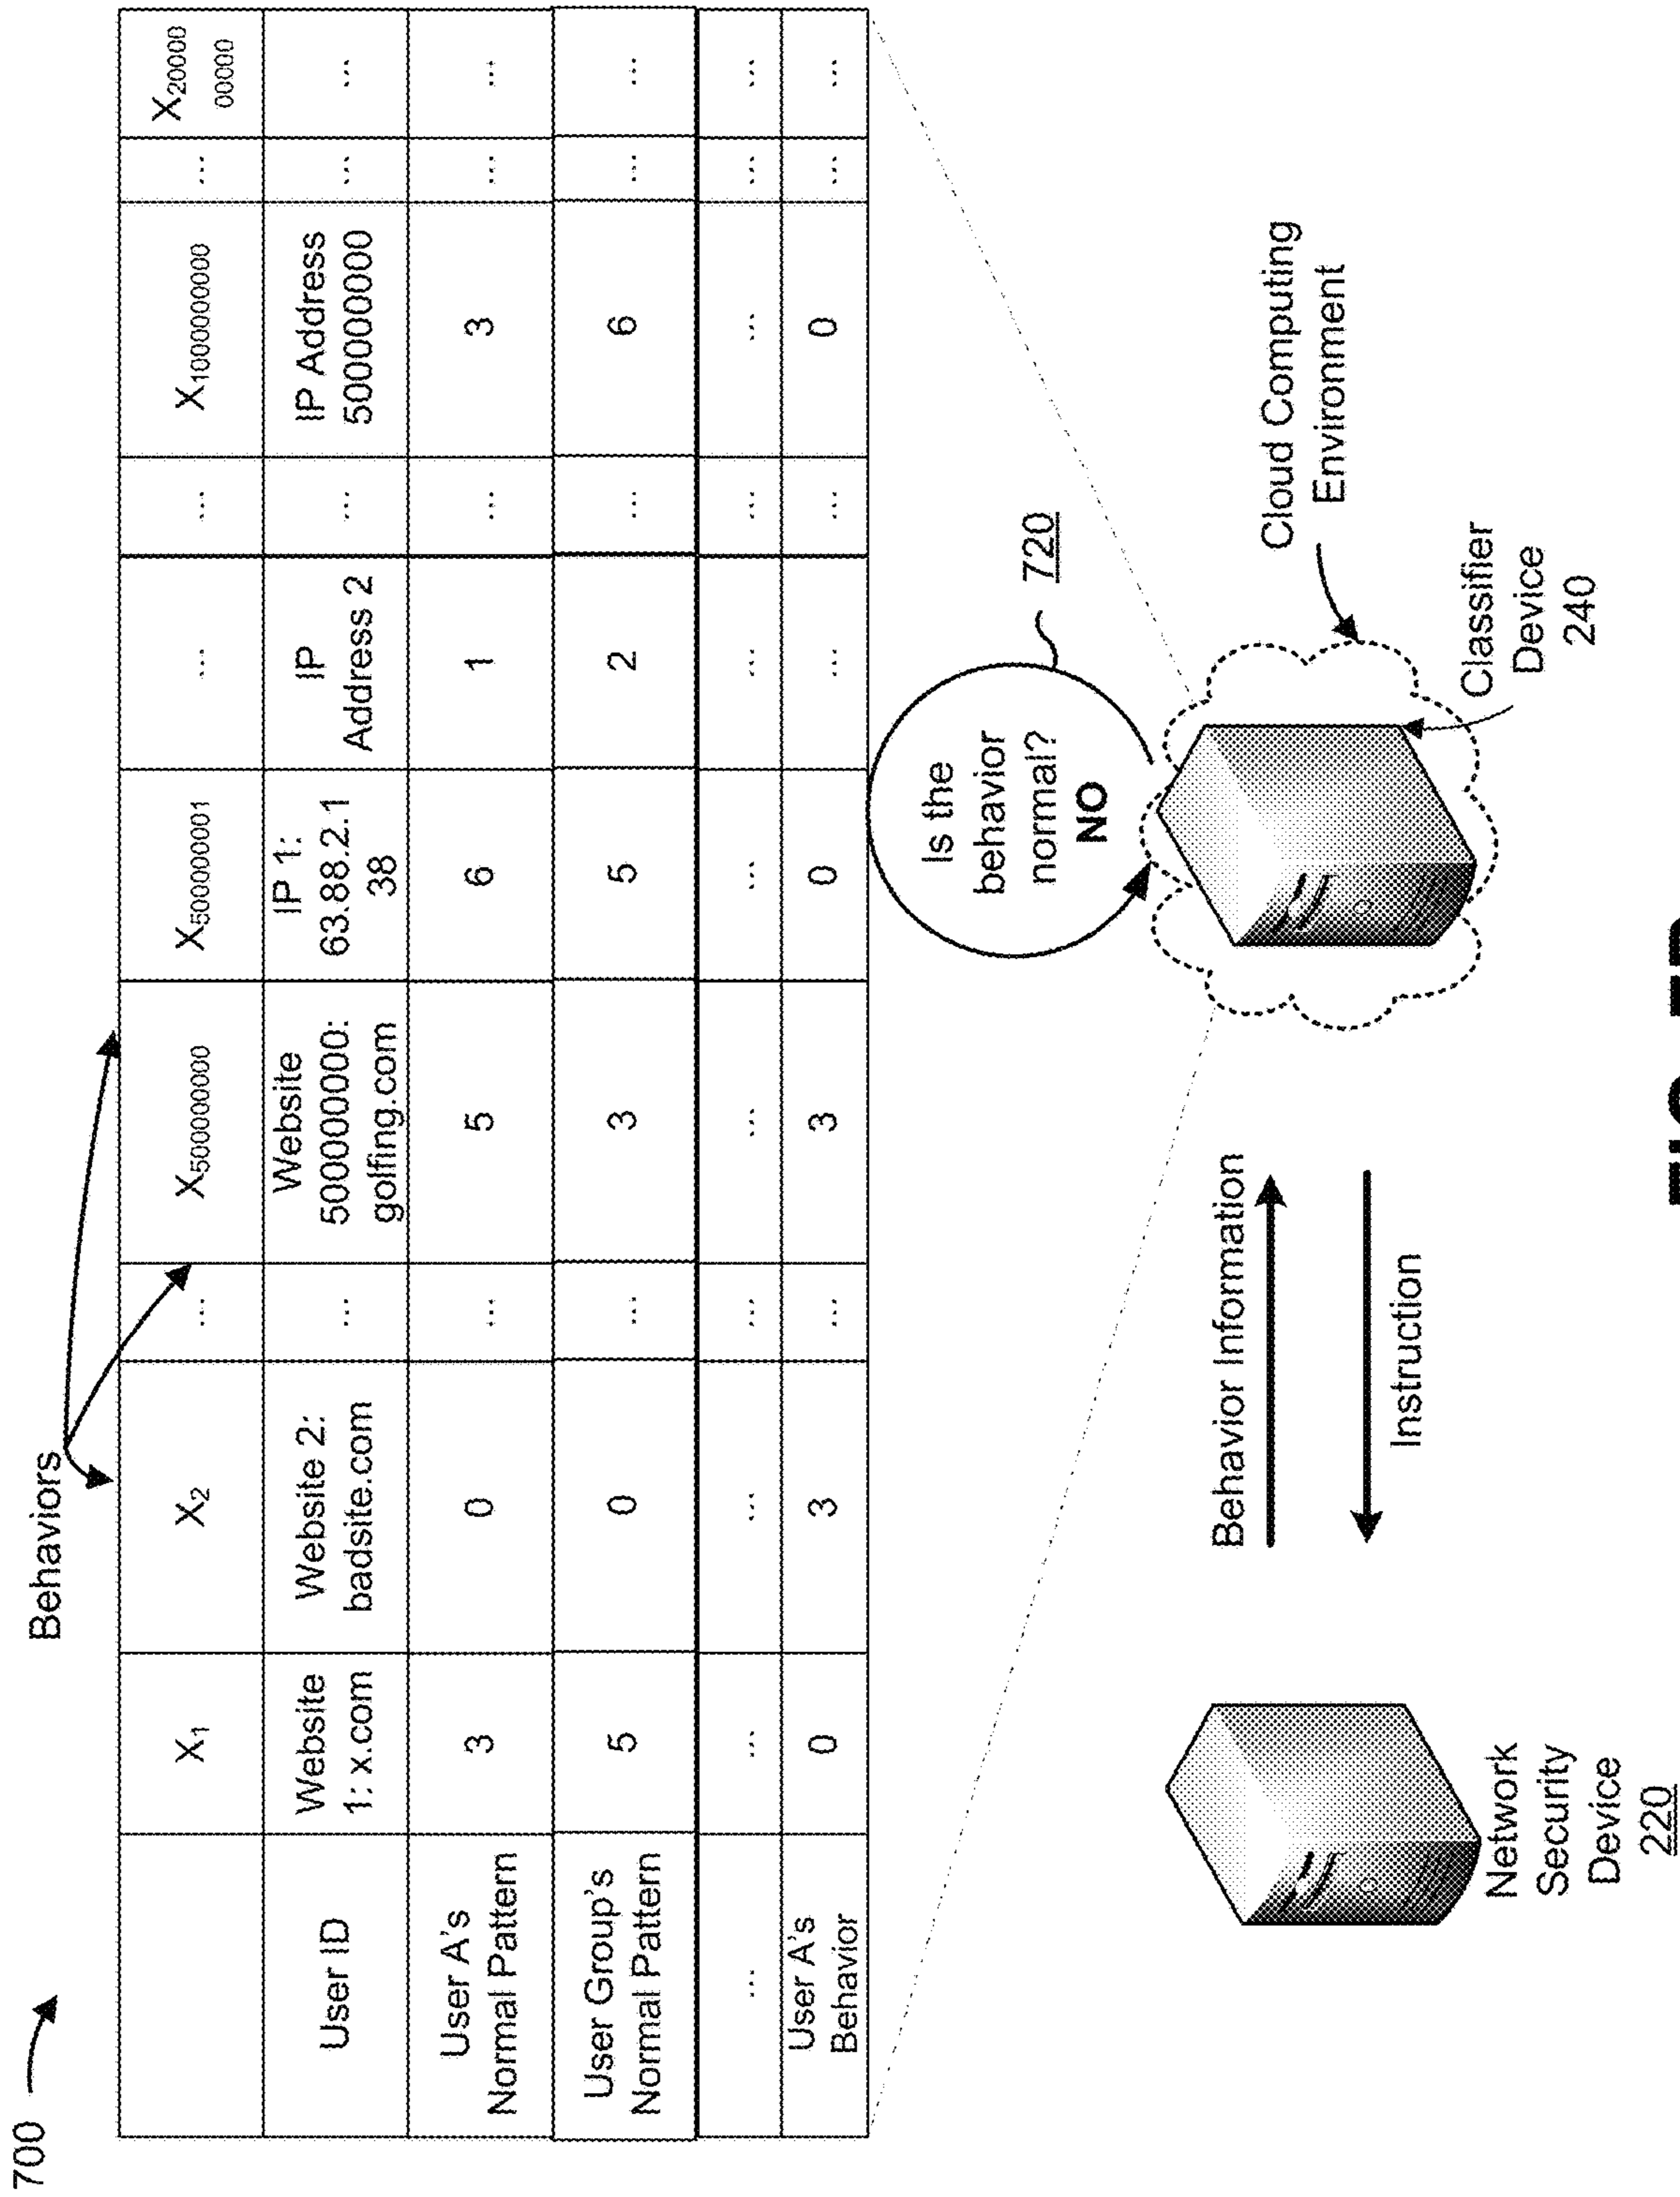 700
Behaviors
X1 X2 ... X500000000 X500000001 ... ... X1000000000 ... X20000
00000
User ID Website
1: x.com Website 2:
badsite.com ... Website
500000000:
golfing.com IP 1:
63.88.2.1
38 IP
Address 2 ... IP Address
500000000 ... ...
User A's
Normal Pattern 3 0 ... 5 6 1 ... 3 ... ...
User Group's
Normal Pattern 5 0 ... 3 5 2 ... 6 ... ...
... ... ... ... ... ... ... ... ... ... ...
User A's
Behavior 0 3 ... 3 0 ... ... 0 ... ...
Is the
behavior
normal?
NO
720
Cloud Computing
Environment
Behavior Information
Instruction
Classifier
Device
240
Network
Security
Device
220